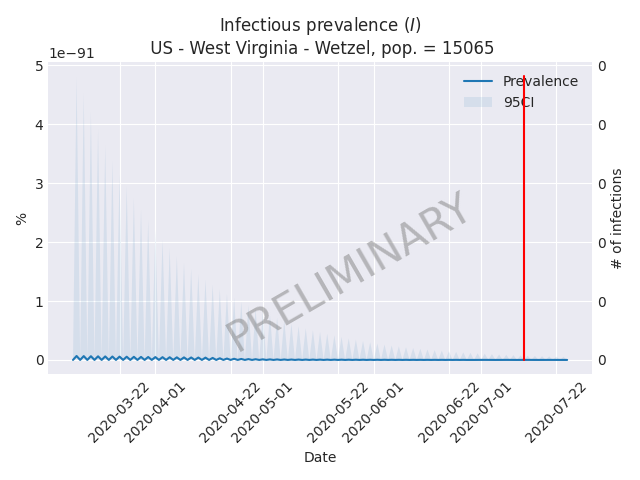 Infectious prevalence (I)
US - West Virginia - Wetzel, pop. = 15065
1e−91
5
4
3
2
1
0
%
0
0
0
0
0
0
# of infections
Prevalence
95CI
PRELIMINARY
2020-03-22
2020-04-01
2020-04-22
2020-05-01
2020-05-22
2020-06-01
2020-06-22
2020-07-01
2020-07-22
Date